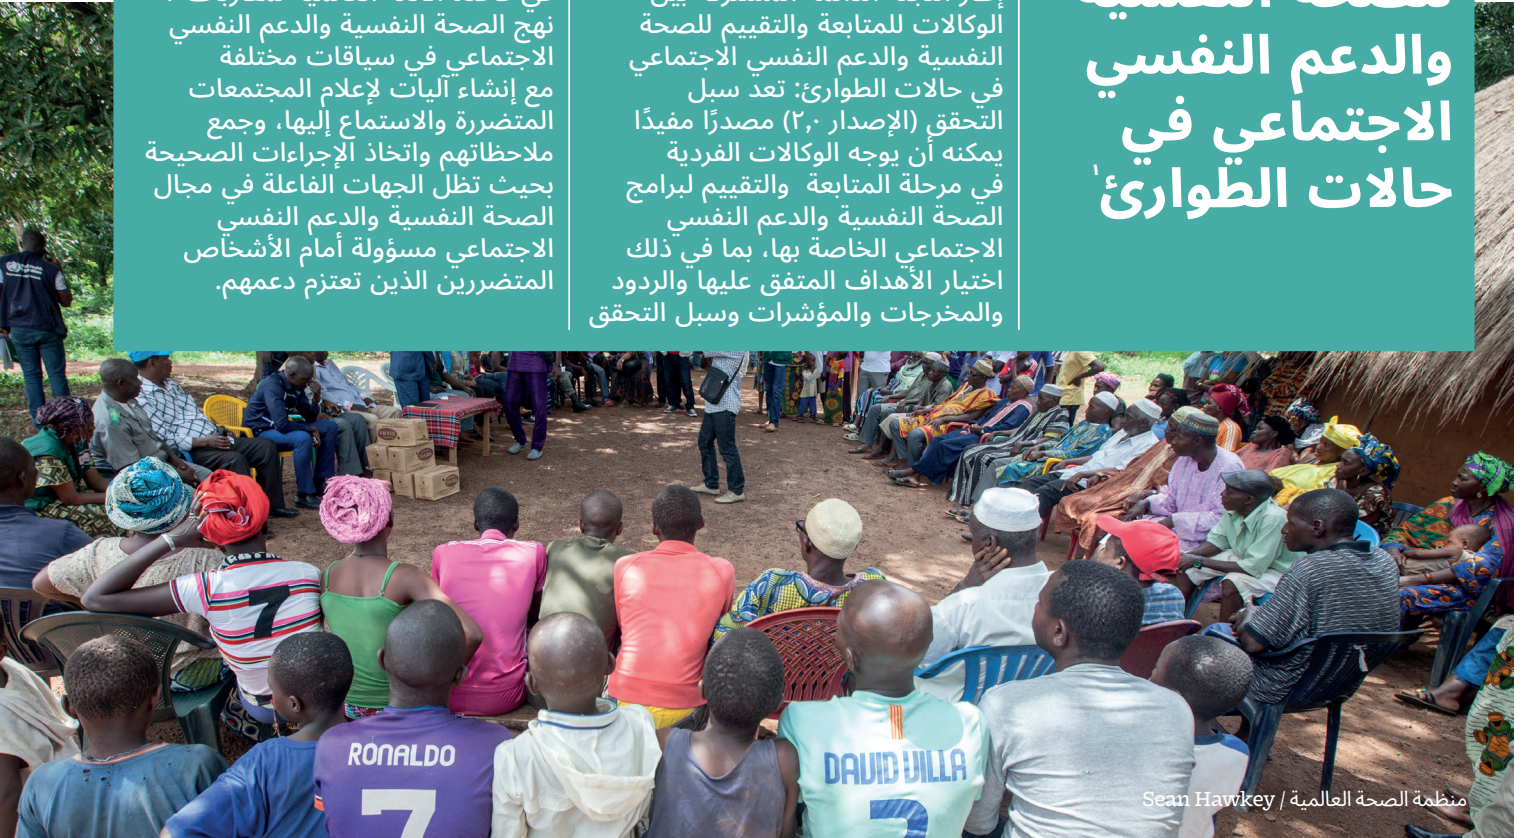 والدعم النفسي
الاجتماعي في
حالات الطوارئ١
الوكالات للمتابعة والتقييم للصحة
النفسية والدعم النفسي الاجتماعي
في حالات الطوارئ: تعد سبل
التحقق (الإصدار ٢,٠) مصدرًا مفيدًا
يمكنه أن يوجه الوكالات الفردية
في مرحلة المتابعة والتقييم لبرامج
الصحة النفسية والدعم النفسي
الاجتماعي الخاصة بها، بما في ذلك
اختيار الأهداف المتفق عليها والردود
والمخرجات والمؤشرات وسبل التحقق
نهج الصحة النفسية والدعم النفسي
الاجتماعي في سياقات مختلفة
مع إنشاء آليات لإعلام المجتمعات
المتضررة والاستماع إليها، وجمع
ملاحظاتهم واتخاذ الإجراءات الصحيحة
بحيث تظل الجهات الفاعلة في مجال
الصحة النفسية والدعم النفسي
الاجتماعي مسؤولة أمام الأشخاص
المتضررين الذين تعتزم دعمهم.
7
RONALDO
7
DAVID VILLA
منظمة الصحة العالمية / Sean Hawkey